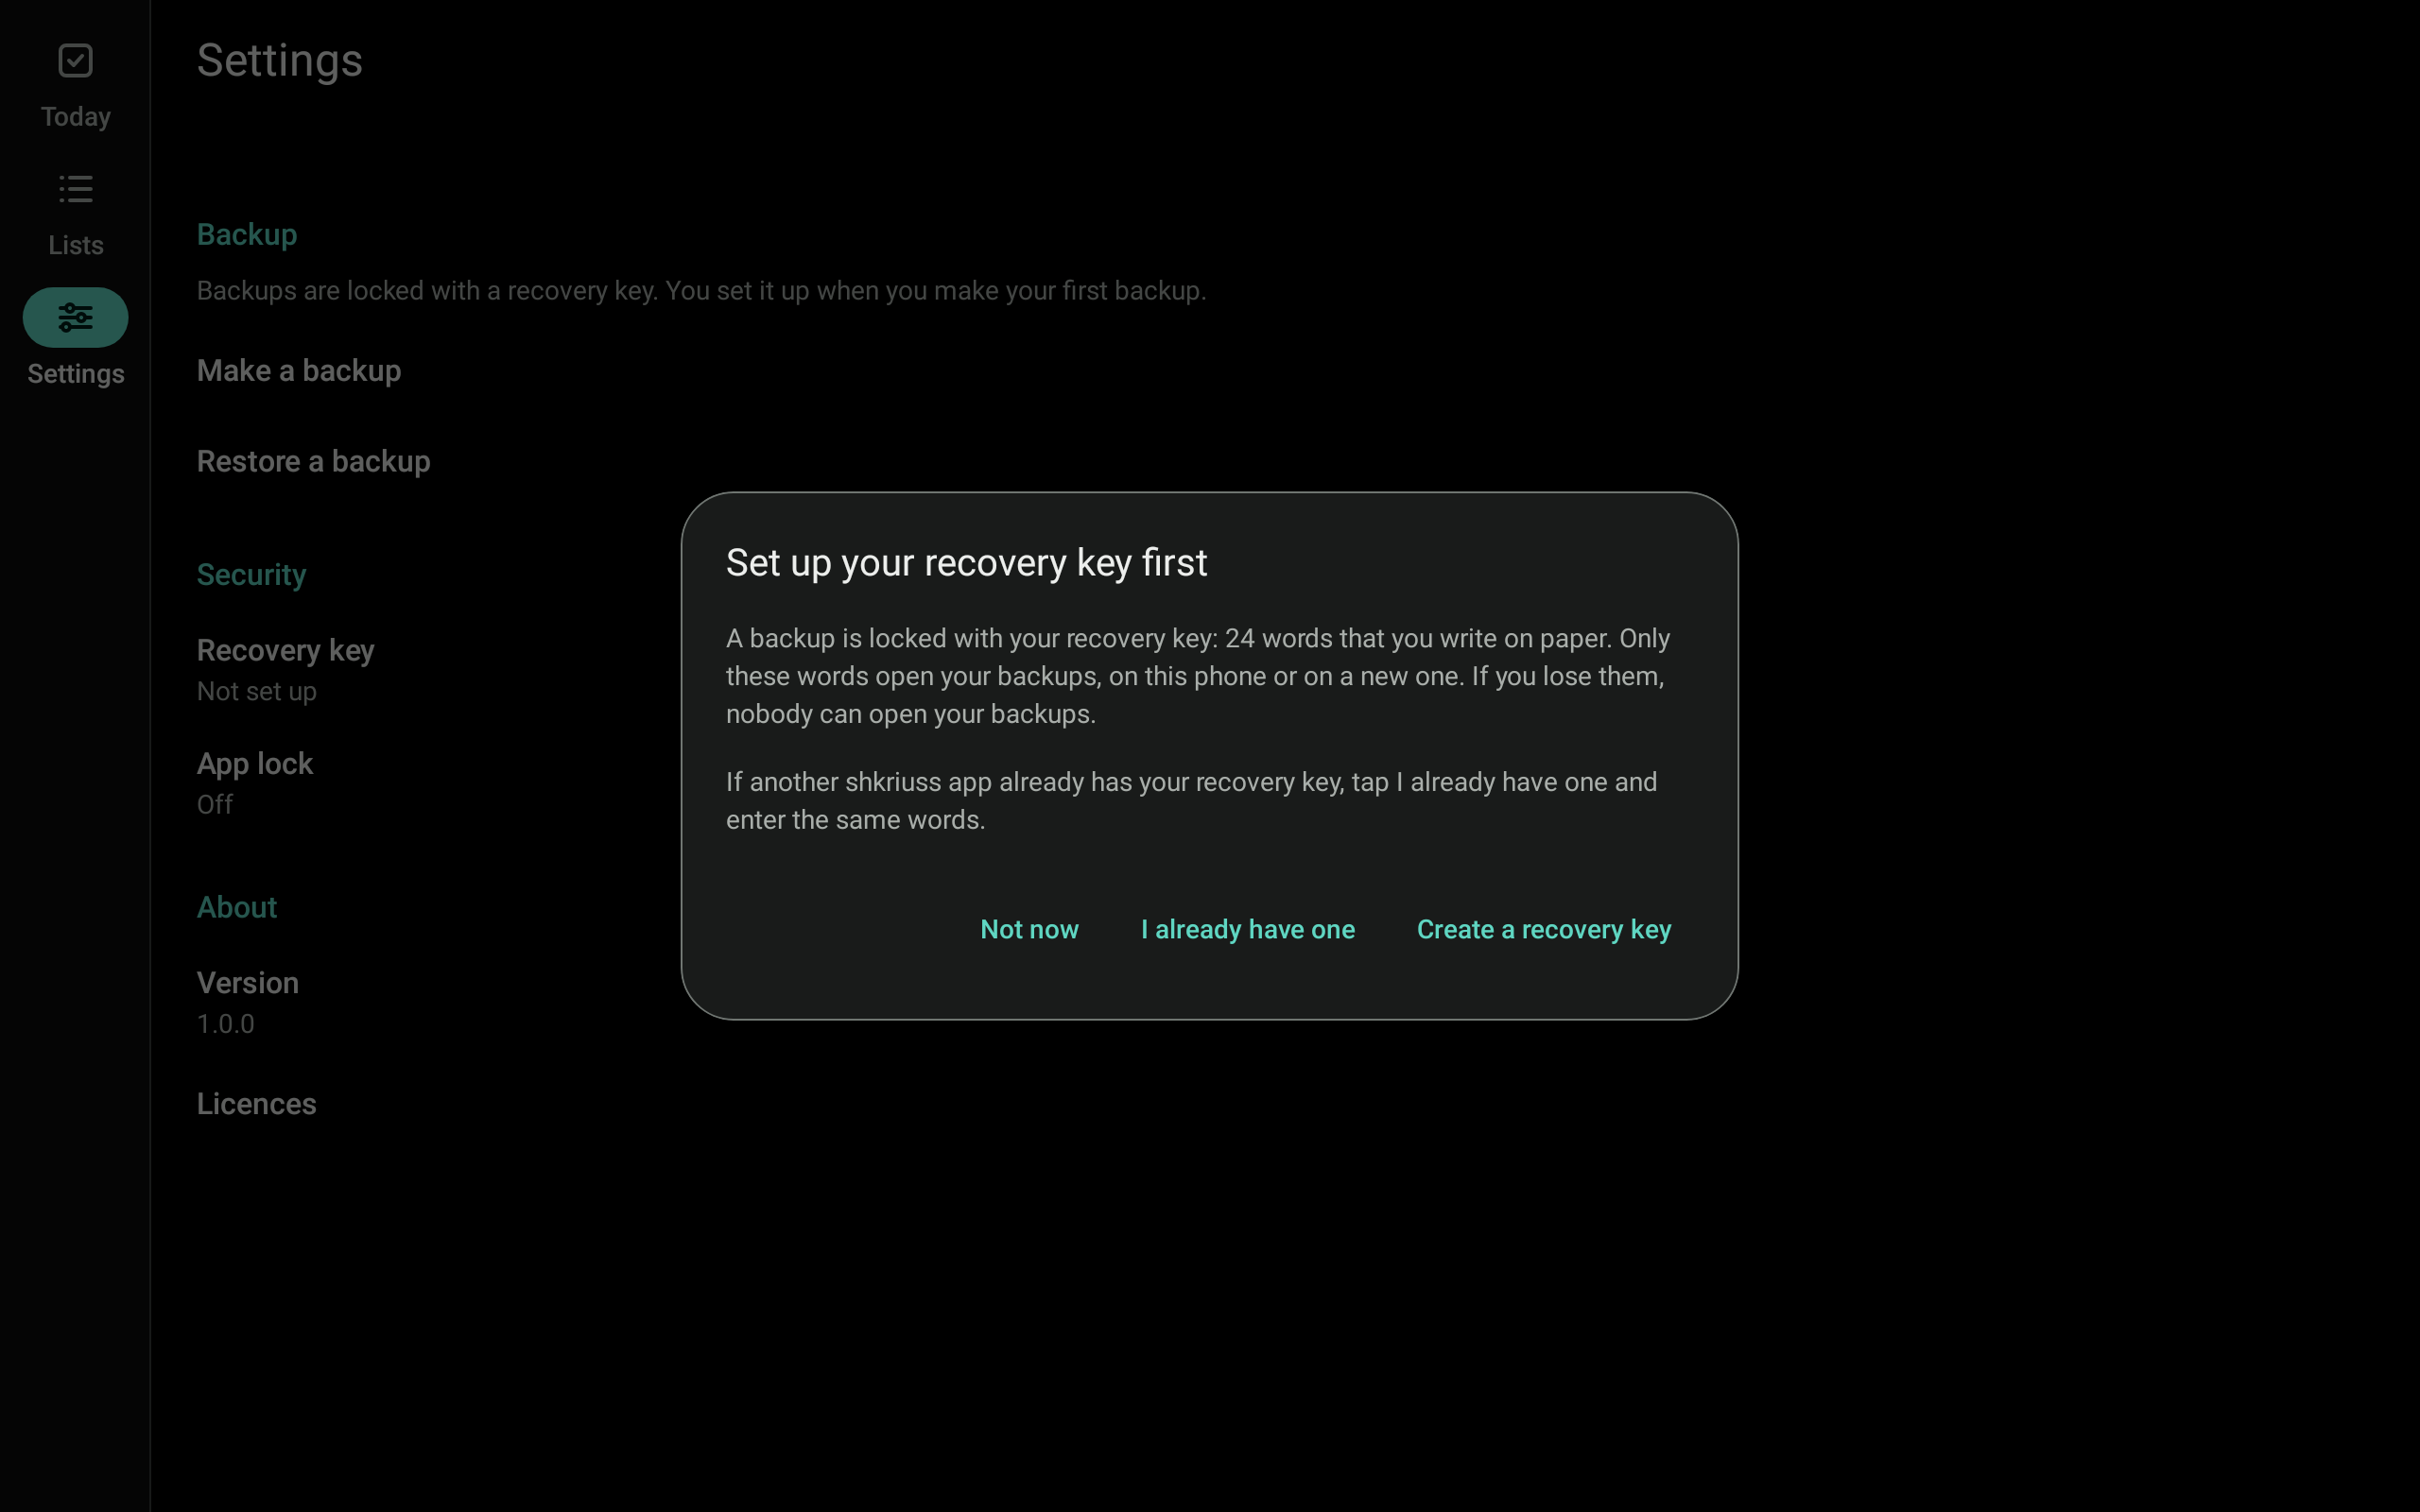 Settings
Today
Lists
Settings
Backup
Backups are locked with a recovery key. You set it up when you make your first backup.
Make a backup
Restore a backup
Security
Recovery key
Not set up
App lock
Off
About
Version
1.0.0
Licences
Set up your recovery key first
A backup is locked with your recovery key: 24 words that you write on paper. Only
these words open your backups, on this phone or on a new one. If you lose them,
nobody can open your backups.
If another shkriuss app already has your recovery key, tap I already have one and
enter the same words.
Not now
I already have one
Create a recovery key